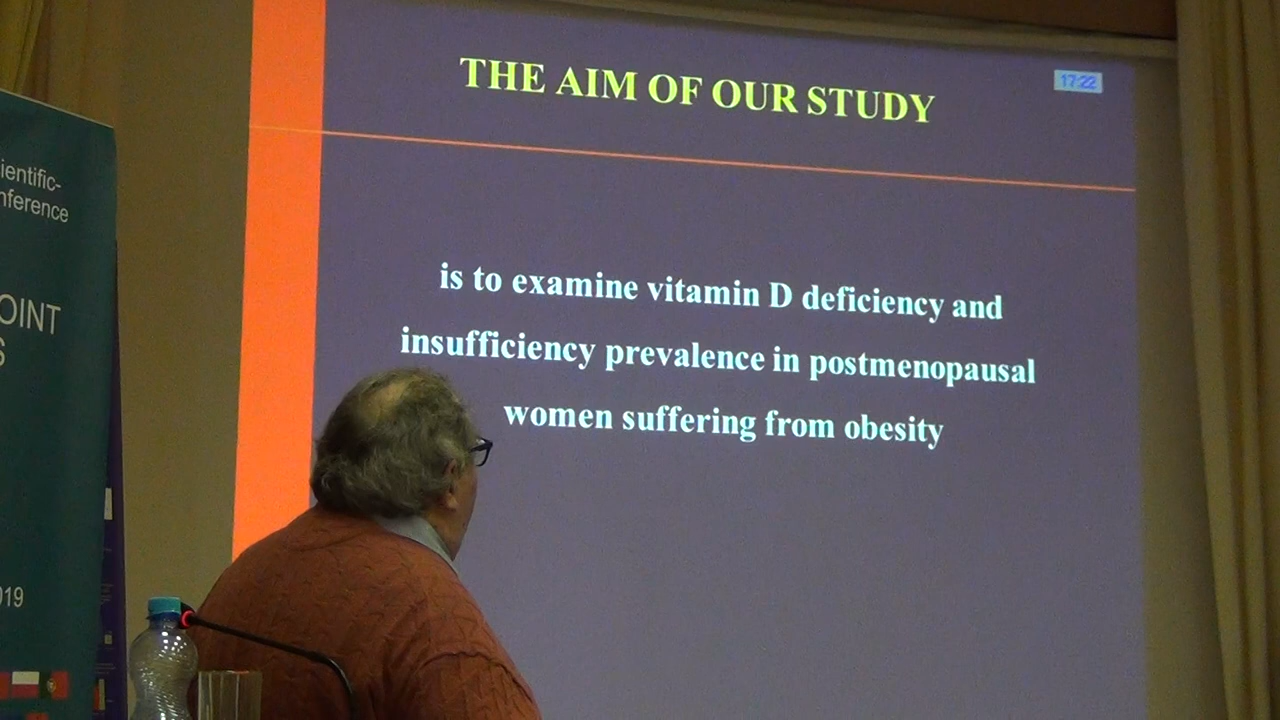 THE AIM OF OUR STUDY
17:22
is to examine vitamin D deficiency and
insufficiency prevalence in postmenopausal
women suffering from obesity
ientific-
nference
OINT
S
019